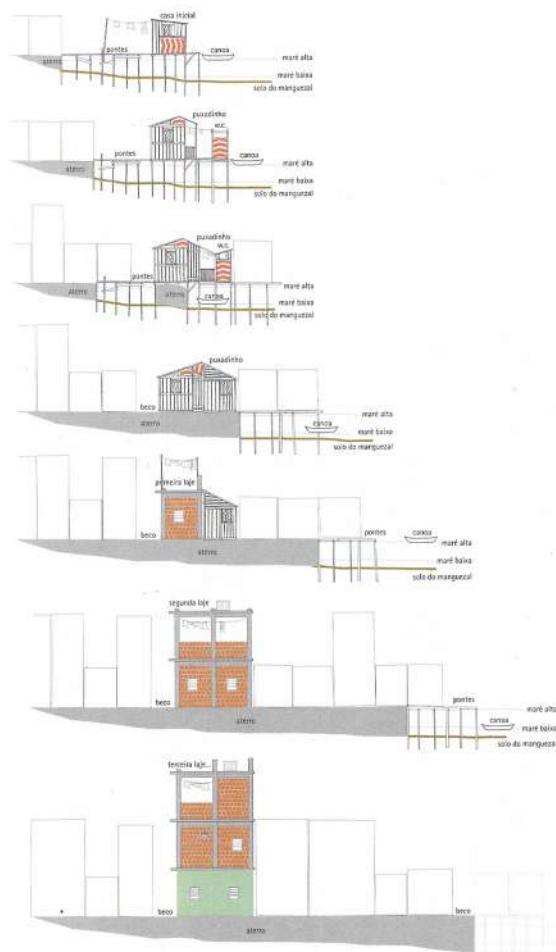 casa inicial
pontes
canoa
maré alta
aterro
maré baixa
solo do manguezal
puxadinho
w.c.
pontes
canoa
maré alta
aterro
maré baixa
solo do manguezal
puxadinho
w.c.
pontes
maré alta
aterro
aterro
canoa
maré baixa
solo do manguezal
puxadinho
beco
maré alta
aterro
canoa
maré baixo
solo do manguezal
primeira laje
beco
pontes
canoa
maré alta
aterro
maré baixa
solo do manguezal
segunda laje
beco
pontes
maré alta
aterro
canoa
maré baixo
solo do manguezal
terceira laje...
beco
beco
aterro